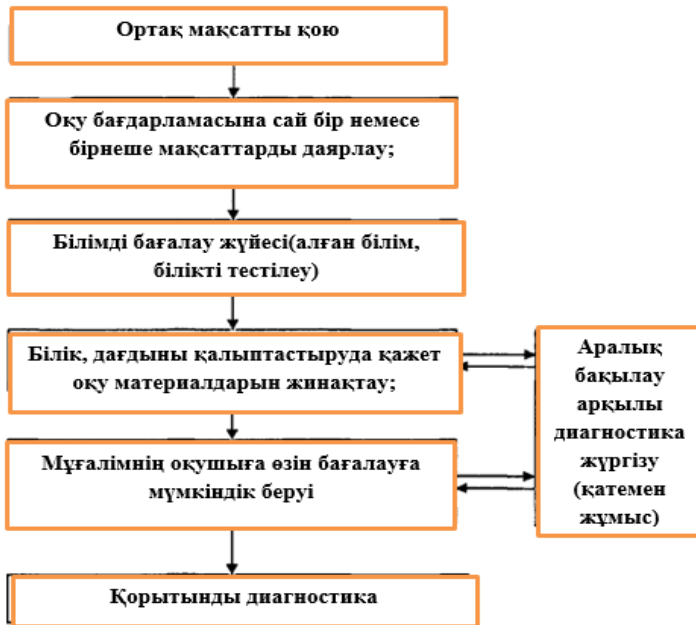 Ортақ мақсатты қою
Оқу бағдарламасына сай бір немесе
бірнеше мақсаттарды даярлау;
Білімді бағалау жүйесі(алған білім,
білікті тестілеу)
Білік, дағдыны қалыптастыруда қажет
оқу материалдарын жинақтау;
Мұғалімнің оқушыға өзін бағалауға
мүмкіндік беруі
Қорытынды диагностика
Аралық
бақылау
арқылы
диагностика
жүргізу
(қатемен
жұмыс)